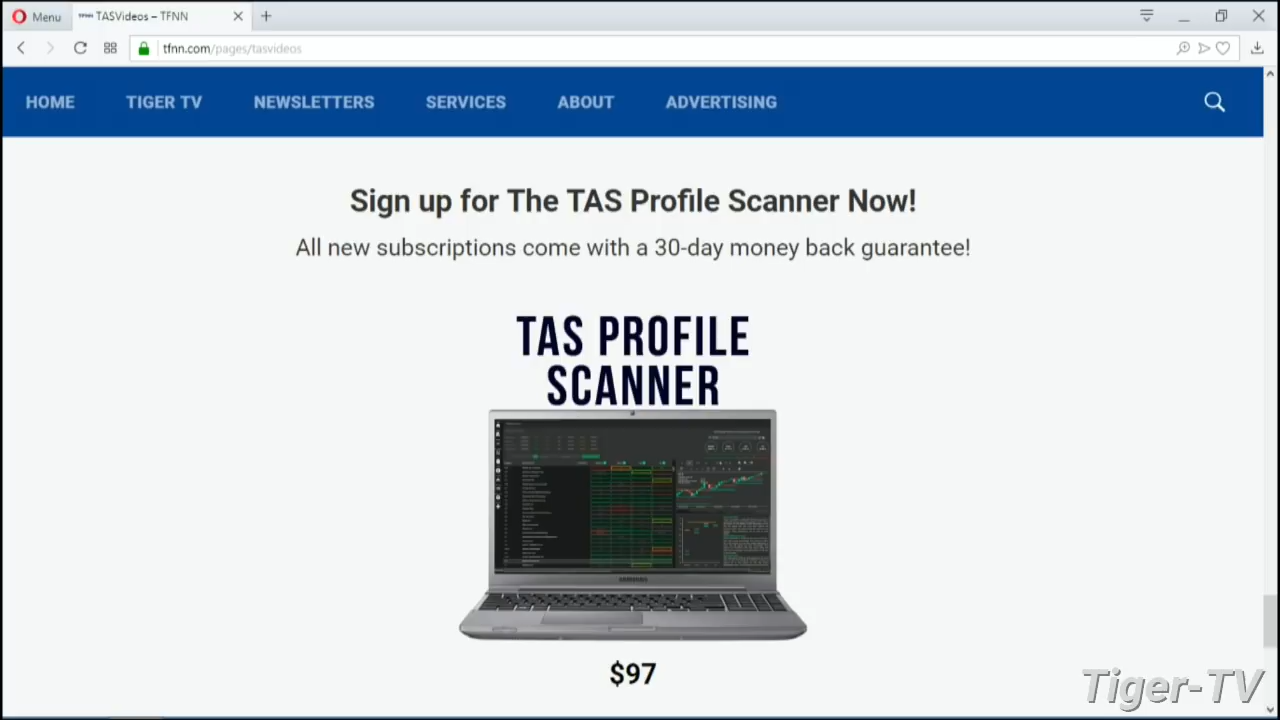 Menu
TFNN TASVideos – TFNN
tfnn.com/pages/tasvideos
HOME TIGER TV NEWSLETTERS SERVICES ABOUT ADVERTISING
Sign up for The TAS Profile Scanner Now!
All new subscriptions come with a 30-day money back guarantee!
TAS PROFILE
SCANNER
SAMSUNG
$97
Tiger-TV